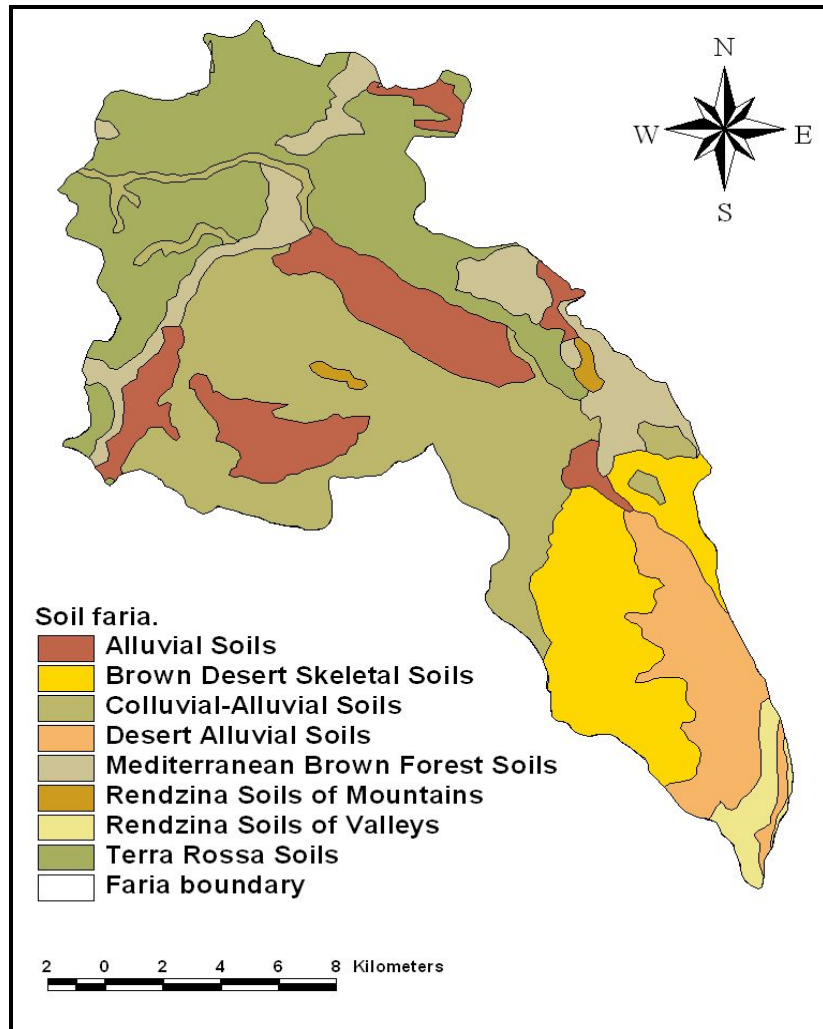 N
W E
S
Soil faria.
Alluvial Soils
Brown Desert Skeletal Soils
Colluvial-Alluvial Soils
Desert Alluvial Soils
Mediterranean Brown Forest Soils
Rendzina Soils of Mountains
Rendzina Soils of Valleys
Terra Rossa Soils
Faria boundary
2 0 2 4 6 8 Kilometers